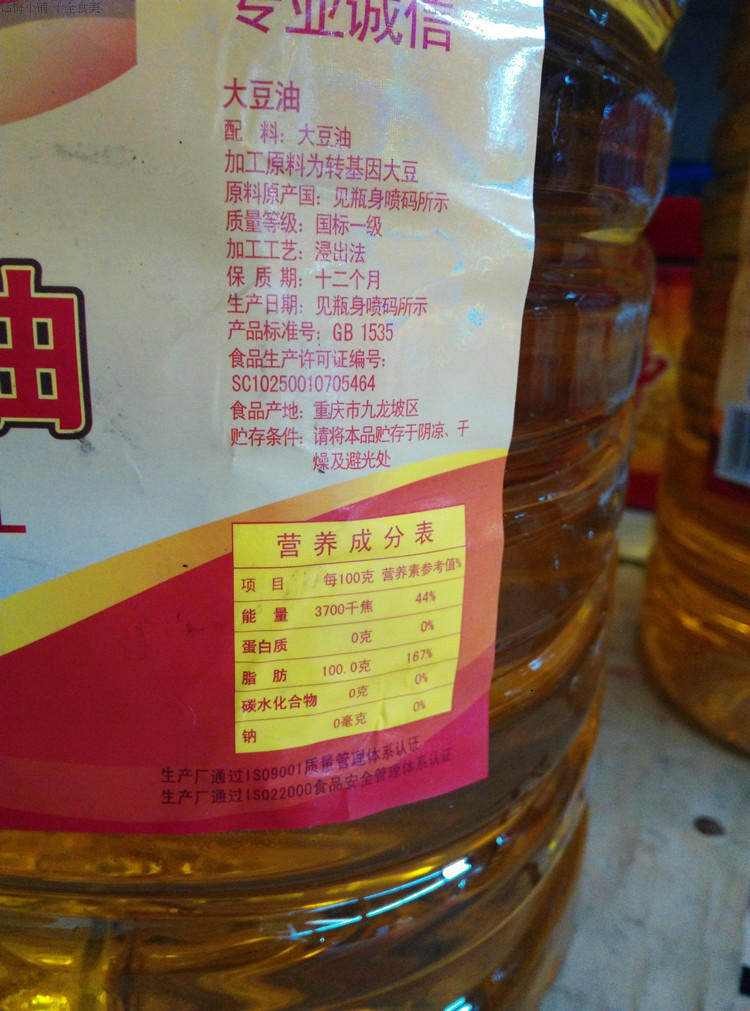 专业诚信
大豆油
配 料：大豆油
加工原料为转基因大豆
原料原产国：见瓶身喷码所示
质量等级：国标一级
加工工艺：浸出法
保 质 期：十二个月
生产日期：见瓶身喷码所示
产品标准号：GB 1535
食品生产许可证编号：
SC10250010705464
食品产地：重庆市九龙坡区
贮存条件：请将本品贮存于阴凉、干
燥及避光处
油
营养成分表
项 目 每100克 营养素参考值%
能 量 3700千焦 44%
蛋白质 0克 0%
脂 肪 100.0克 167%
碳水化合物 0克 0%
钠 0毫克 0%
生产厂通过ISO9001质量管理体系认证
生产厂通过ISO22000食品安全管理体系认证